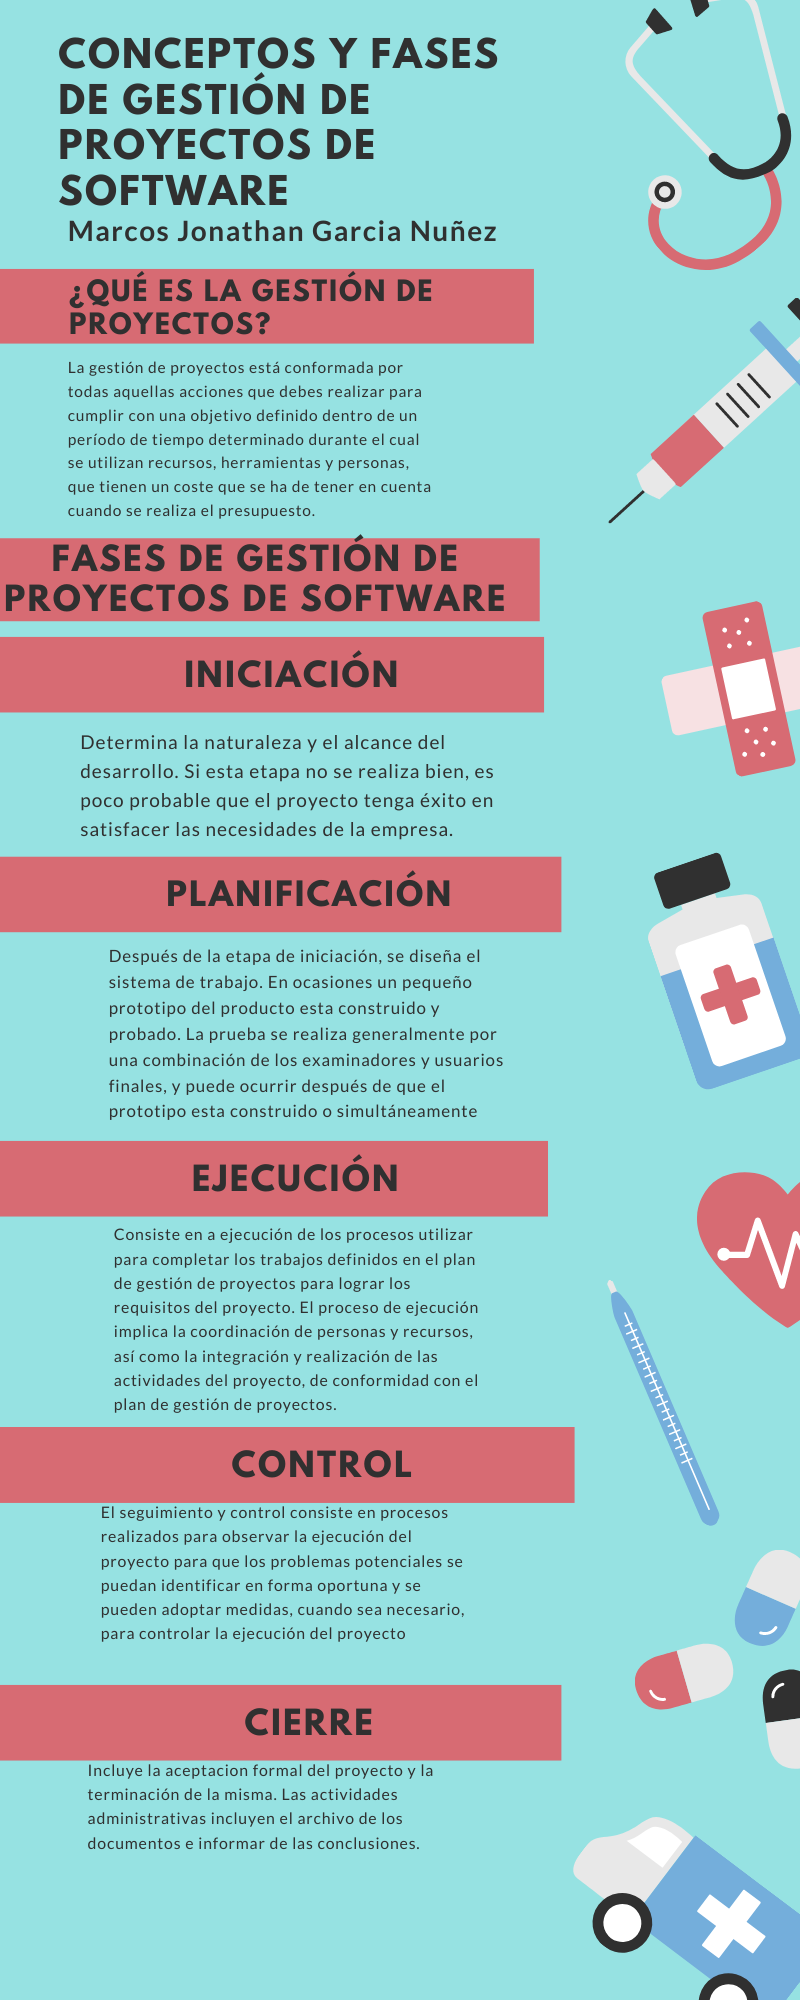 CONCEPTOS Y FASES
DE GESTIÓN DE
PROYECTOS DE
SOFTWARE
Marcos Jonathan Garcia Nuñez
¿QUÉ ES LA GESTIÓN DE
PROYECTOS?
La gestión de proyectos está conformada por
todas aquellas acciones que debes realizar para
cumplir con una objetivo definido dentro de un
período de tiempo determinado durante el cual
se utilizan recursos, herramientas y personas,
que tienen un coste que se ha de tener en cuenta
cuando se realiza el presupuesto.
FASES DE GESTIÓN DE
PROYECTOS DE SOFTWARE
INICIACIÓN
Determina la naturaleza y el alcance del
desarrollo. Si esta etapa no se realiza bien, es
poco probable que el proyecto tenga éxito en
satisfacer las necesidades de la empresa.
PLANIFICACIÓN
Después de la etapa de iniciación, se diseña el
sistema de trabajo. En ocasiones un pequeño
prototipo del producto esta construido y
probado. La prueba se realiza generalmente por
una combinación de los examinadores y usuarios
finales, y puede ocurrir después de que el
prototipo esta construido o simultáneamente
EJECUCIÓN
Consiste en a ejecución de los procesos utilizar
para completar los trabajos definidos en el plan
de gestión de proyectos para lograr los
requisitos del proyecto. El proceso de ejecución
implica la coordinación de personas y recursos,
así como la integración y realización de las
actividades del proyecto, de conformidad con el
plan de gestión de proyectos.
CONTROL
El seguimiento y control consiste en procesos
realizados para observar la ejecución del
proyecto para que los problemas potenciales se
puedan identificar en forma oportuna y se
pueden adoptar medidas, cuando sea necesario,
para controlar la ejecución del proyecto
CIERRE
Incluye la aceptacion formal del proyecto y la
terminación de la misma. Las actividades
administrativas incluyen el archivo de los
documentos e informar de las conclusiones.